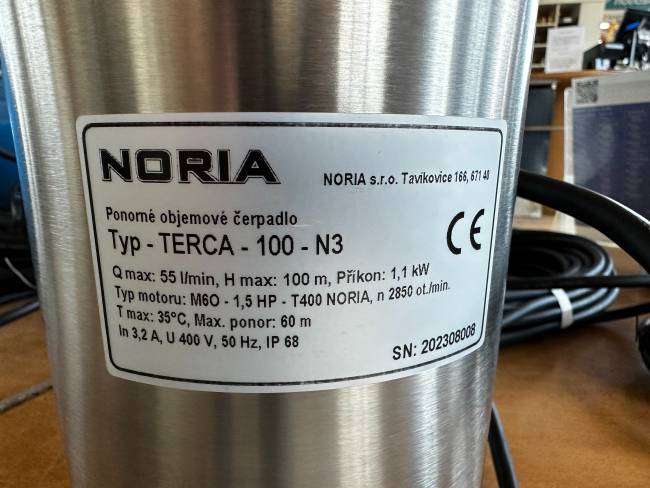 NORIA
NORIA s.r.o. Tavíkovice 166, 671 40
Ponorné objemové čerpadlo
Typ - TERCA - 100 - N3
CE
Q max: 55 l/min, H max: 100 m, Příkon: 1,1 kW
Typ motoru: M6O - 1,5 HP - T400 NORIA, n 2850 ot./min.
T max: 35°C, Max. ponor: 60 m
In 3,2 A, U 400 V, 50 Hz, IP 68
SN: 202308008